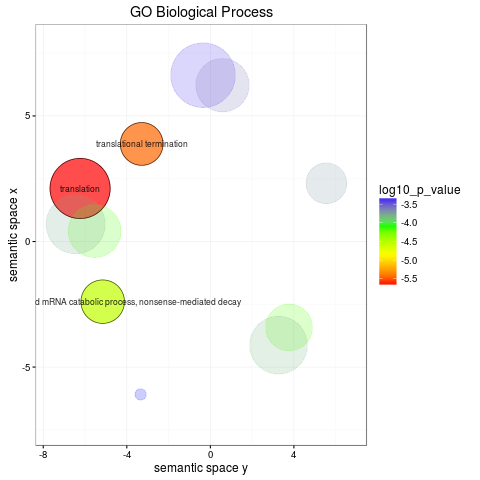 GO Biological Process
5
0
-5
-8
-4
0
4
semantic space x
semantic space y
translational termination
translation
d mRNA catabolic process, nonsense-mediated decay
log10_p_value
-3.5
-4.0
-4.5
-5.0
-5.5